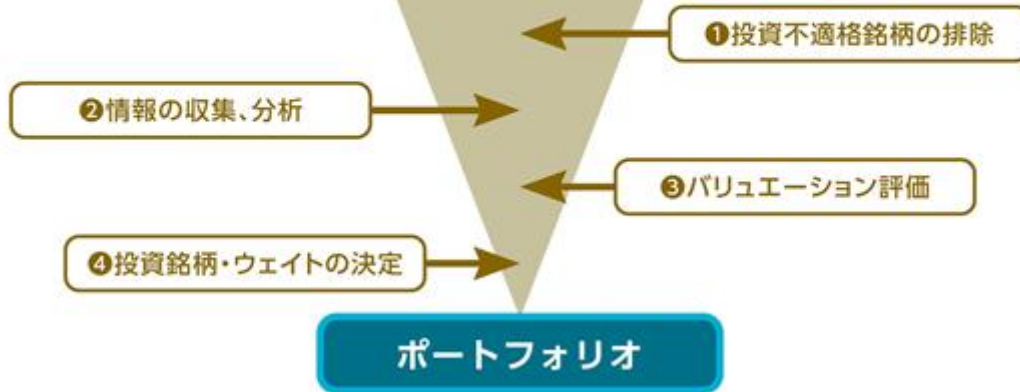 ❶投資不適格銘柄の排除
❷情報の収集、分析
❸バリュエーション評価
❹投資銘柄・ウェイトの決定
ポートフォリオ